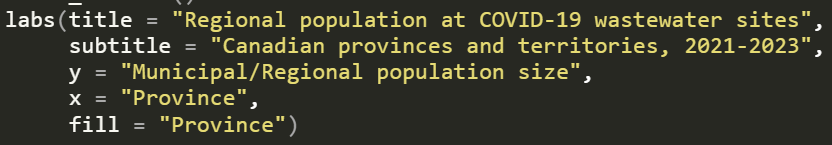 labs(title = "Regional population at COVID-19 wastewater sites",
subtitle = "Canadian provinces and territories, 2021-2023",
y = "Municipal/Regional population size",
x = "Province",
fill = "Province")